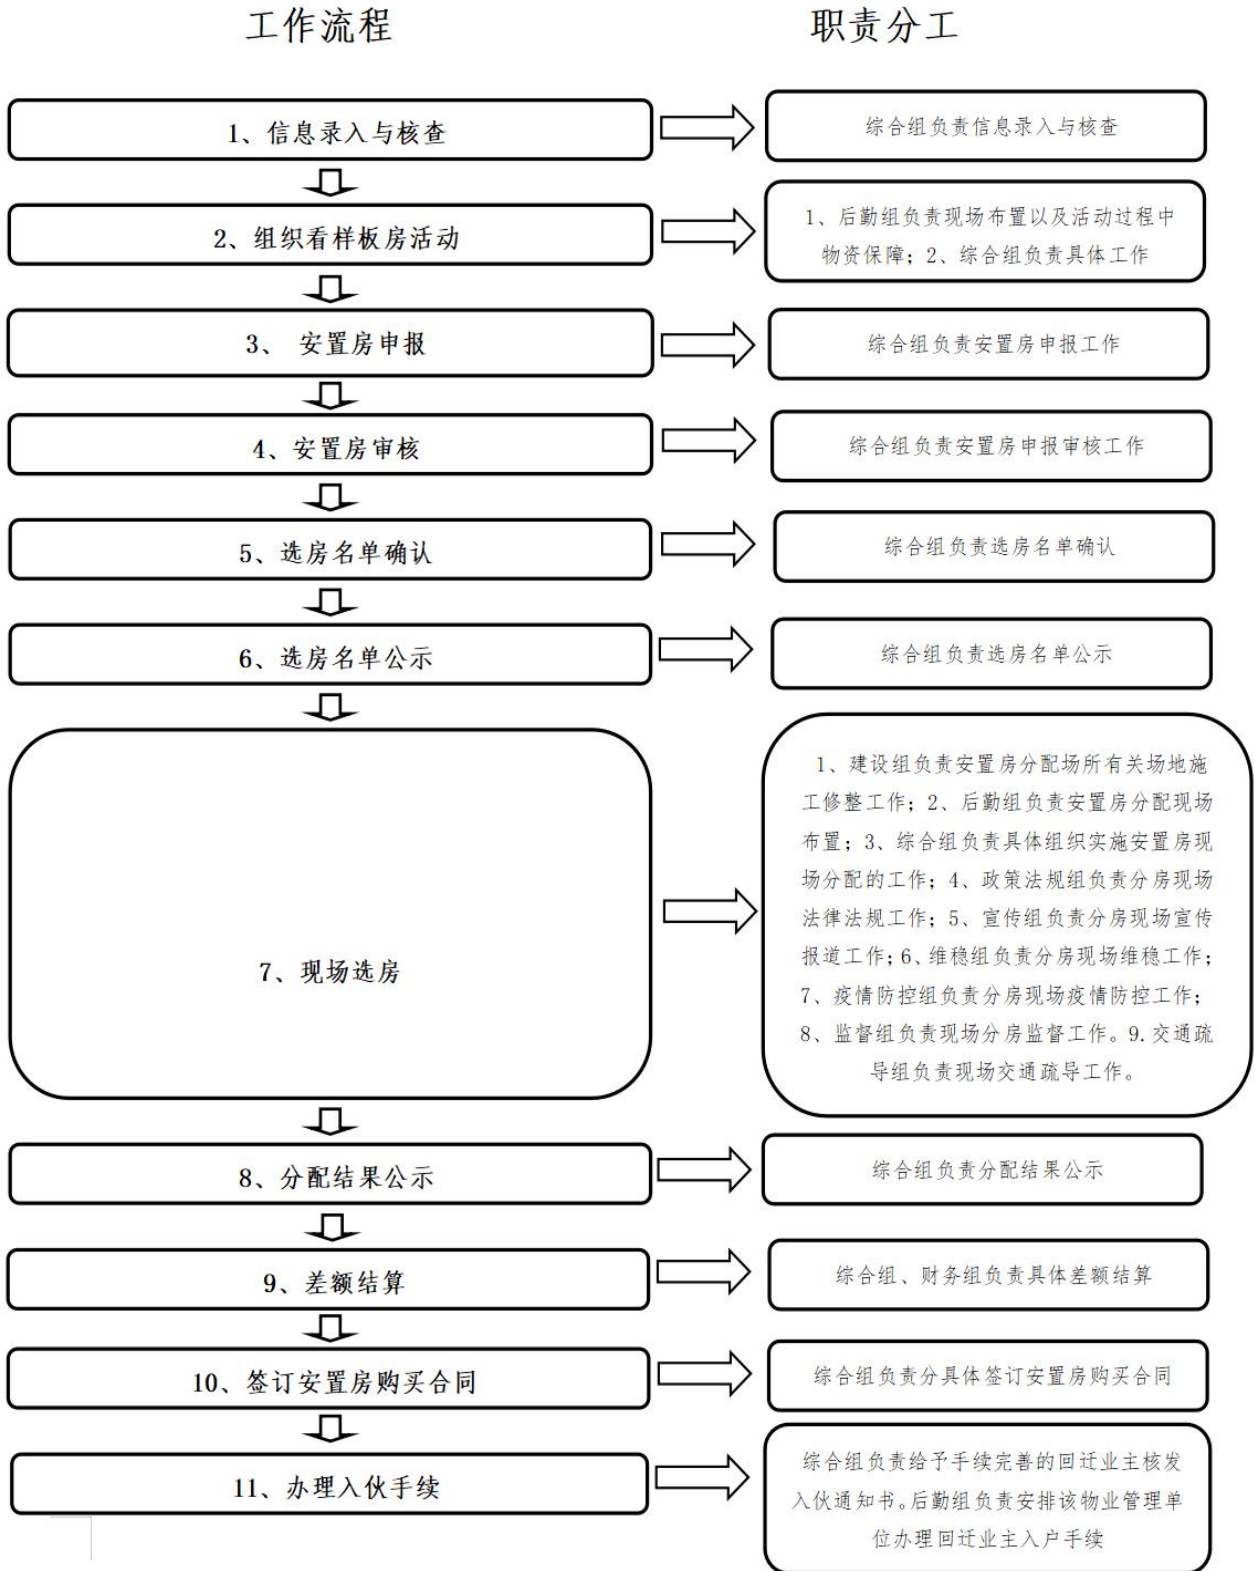 工作流程
职责分工
1、信息录入与核查
综合组负责信息录入与核查
2、组织看样板房活动
1、后勤组负责现场布置以及活动过程中
物资保障；2、综合组负责具体工作
3、 安置房申报
综合组负责安置房申报工作
4、安置房审核
综合组负责安置房申报审核工作
5、选房名单确认
综合组负责选房名单确认
6、选房名单公示
综合组负责选房名单公示
7、现场选房
1、建设组负责安置房分配场所有关场地施
工修整工作；2、后勤组负责安置房分配现场
布置；3、综合组负责具体组织实施安置房现
场分配的工作；4、政策法规组负责分房现场
法律法规工作；5、宣传组负责分房现场宣传
报道工作；6、维稳组负责分房现场维稳工作；
7、疫情防控组负责分房现场疫情防控工作；
8、监督组负责现场分房监督工作。9.交通疏
导组负责现场交通疏导工作。
8、分配结果公示
综合组负责分配结果公示
9、差额结算
综合组、财务组负责具体差额结算
10、签订安置房购买合同
综合组负责分具体签订安置房购买合同
11、办理入伙手续
综合组负责给予手续完善的回迁业主核发
入伙通知书。后勤组负责安排该物业管理单
位办理回迁业主入户手续